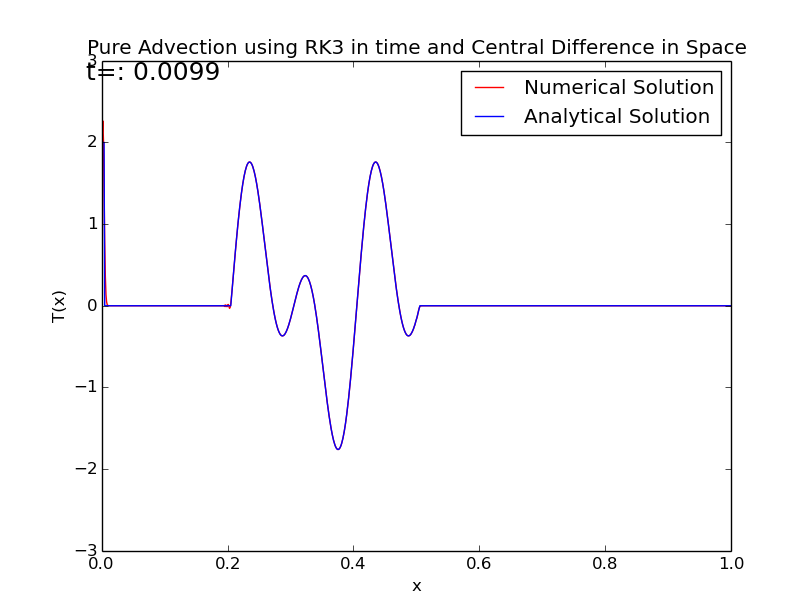 Pure Advection using RK3 in time and Central Difference in Space
t=: 0.0099
Numerical Solution
Analytical Solution
3
2
1
0
−1
−2
−3
T(x)
0.0 0.2 0.4 0.6 0.8 1.0
x